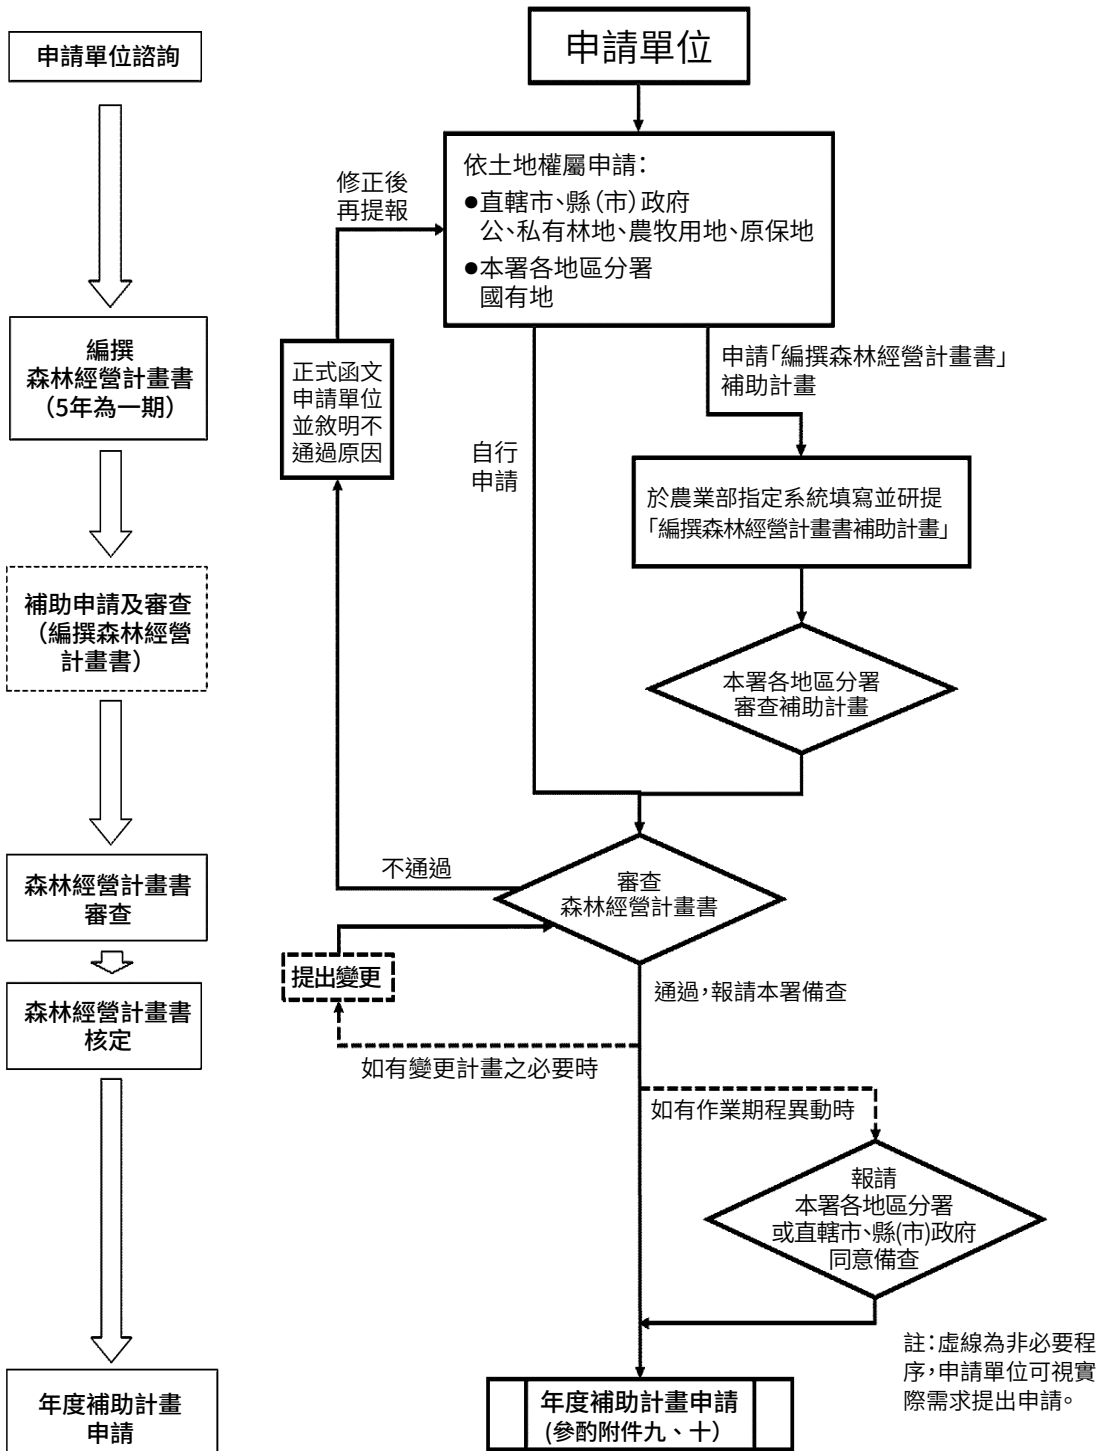 申請單位諮詢
編撰
森林經營計畫書
（5年為一期）
補助申請及審查
（編撰森林經營
計畫書）
森林經營計畫書
審查
森林經營計畫書
核定
年度補助計畫
申請
申請單位
依土地權屬申請：
●直轄市、縣（市）政府
公、私有林地、農牧用地、原保地
●本署各地區分署
國有地
修正後
再提報
正式函文
申請單位
並敘明不
通過原因
自行
申請
申請「編撰森林經營計畫書」
補助計畫
於農業部指定系統填寫並研提
「編撰森林經營計畫書補助計畫」
本署各地區分署
審查補助計畫
不通過
審查
森林經營計畫書
提出變更
通過，報請本署備查
如有變更計畫之必要時
如有作業期程異動時
報請
本署各地區分署
或直轄市、縣(市)政府
同意備查
註：虛線為非必要程
序，申請單位可視實
際需求提出申請。
年度補助計畫申請
(參酌附件九、十）